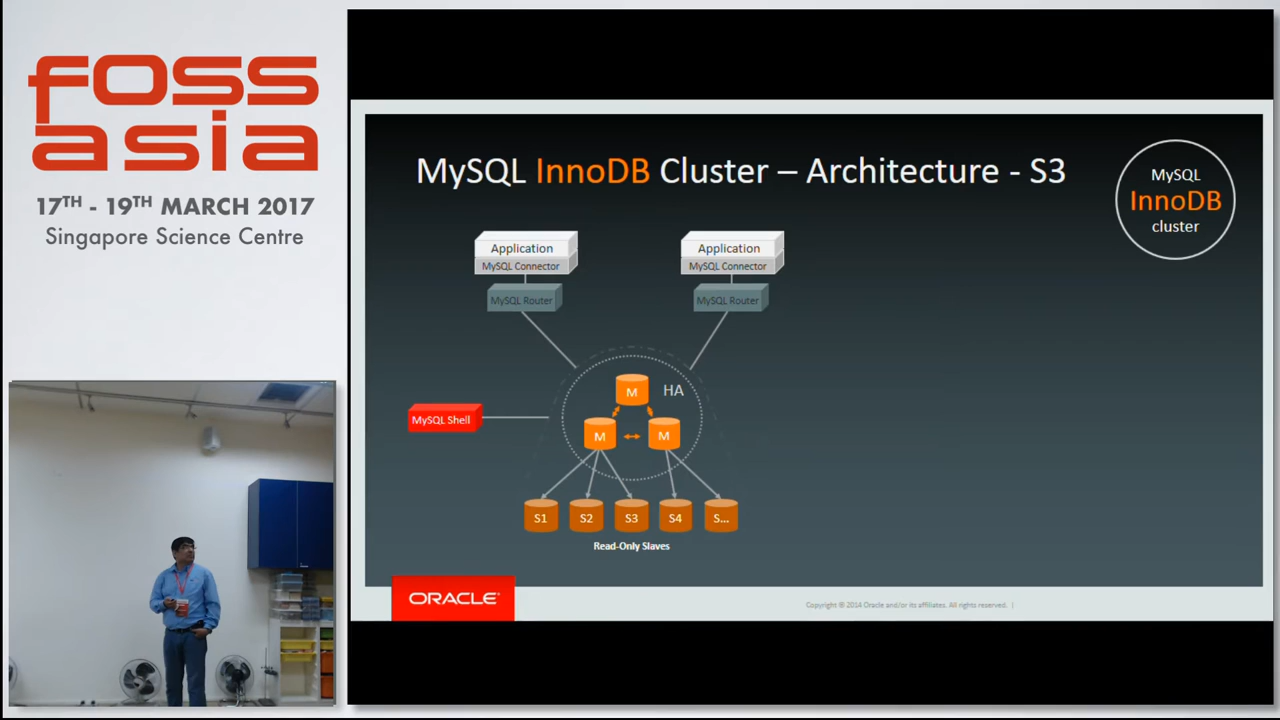 foss
asia
17TH - 19TH MARCH 2017
Singapore Science Centre
MySQL InnoDB Cluster – Architecture - S3
MySQL
InnoDB
cluster
Application
MySQL Connector
MySQL Router
Application
MySQL Connector
MySQL Router
M
HA
MySQL Shell
M
M
S1
S2
S3
S4
S...
Read-Only Slaves
ORACLE
Copyright © 2014 Oracle and/or its affiliates. All rights reserved. |